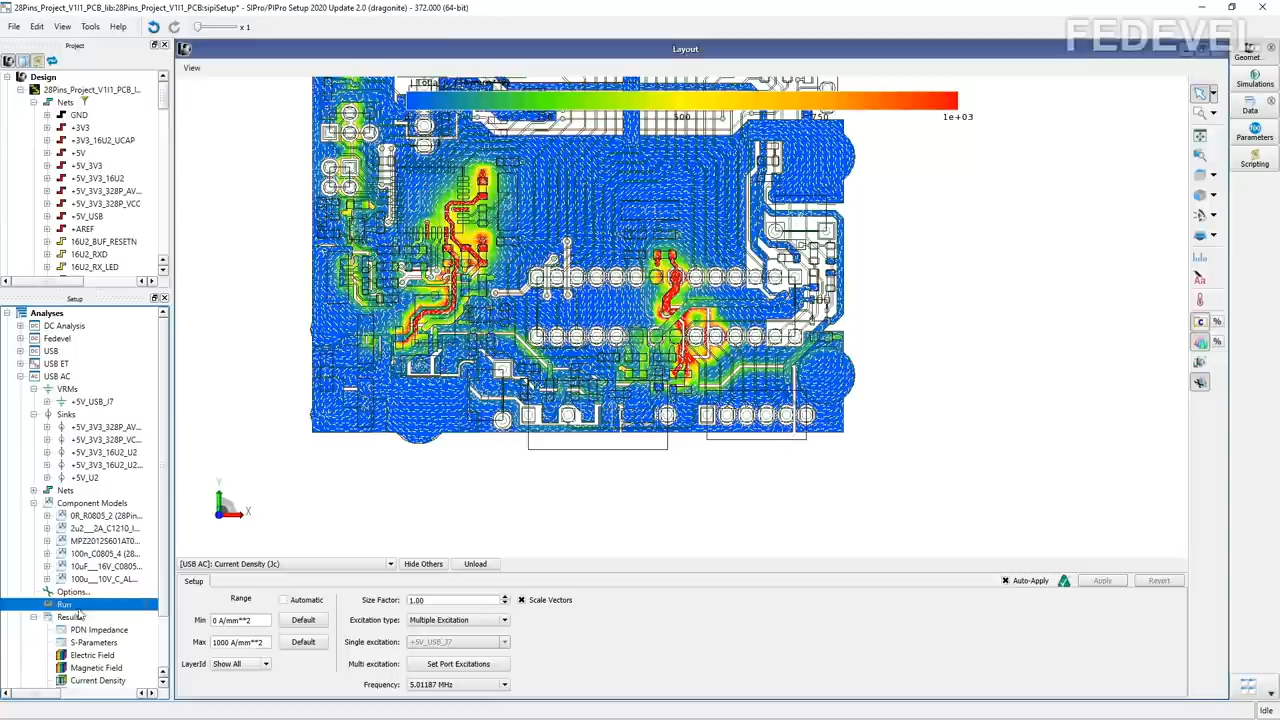 28Pins_Project_V1I1_PCB_lib:28Pins_Project_V1I1_PCB:sipiSetup* - SIPro/PIPro Setup 2020 Update 2.0 (dragonite) - 372.000 (64-bit)
File Edit View Tools Help x 1
FEDEVEL
Project
Layout
View
Design
28Pins_Project_V1I1_PCB_l...
Nets
GND
+3V3
+3V3_16U2_UCAP
+5V
+5V_3V3
+5V_3V3_16U2
+5V_3V3_328P_AV...
+5V_3V3_328P_VCC
+5V_USB
+AREF
16U2_BUF_RESETN
16U2_RXD
16U2_RX_LED
500 750 1e+03
Geomet...
Simulations
Data
Parameters
Scripting
Setup
Analyses
DC Analysis
Fedevel
USB
USB ET
USB AC
VRMs
+5V_USB_J7
Sinks
+5V_3V3_328P_AV...
+5V_3V3_328P_VC...
+5V_3V3_16U2_U2
+5V_3V3_16U2_U2...
+5V_U2
Nets
Component Models
0R_R0805_2 (28Pin...
2u2__2A_C1210_I...
MPZ2012S601AT0...
100n_C0805_4 (28...
10uF__16V_C0805...
100u__10V_C_AL...
Options...
Run
Results
PDN Impedance
S-Parameters
Electric Field
Magnetic Field
Current Density
Y
X
[USB AC]: Current Density (Jc) Hide Others Unload
Setup Auto-Apply Apply Revert
Range Automatic Size Factor: 1.00 Scale Vectors
Min 0 A/mm**2 Default Excitation type: Multiple Excitation
Max 1000 A/mm**2 Default Single excitation: +5V_USB_J7
LayerId Show All Multi excitation: Set Port Excitations
Frequency: 5.01187 MHz
Idle